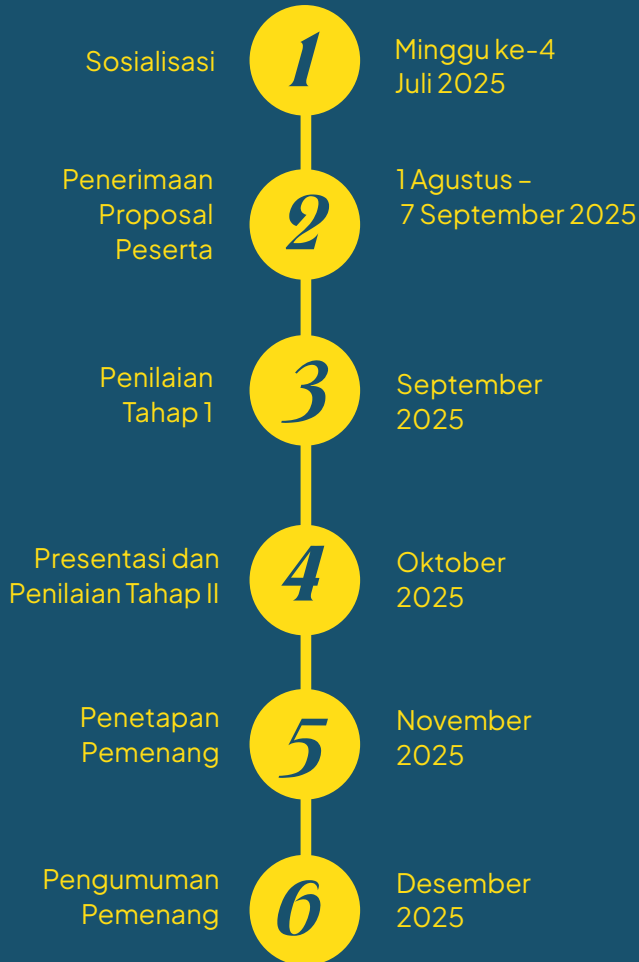 Sosialisasi
1
Minggu ke-4
Juli 2025
Penerimaan
Proposal
Peserta
2
1 Agustus –
7 September 2025
Penilaian
Tahap 1
3
September
2025
Presentasi dan
Penilaian Tahap II
4
Oktober
2025
Penetapan
Pemenang
5
November
2025
Pengumuman
Pemenang
6
Desember
2025